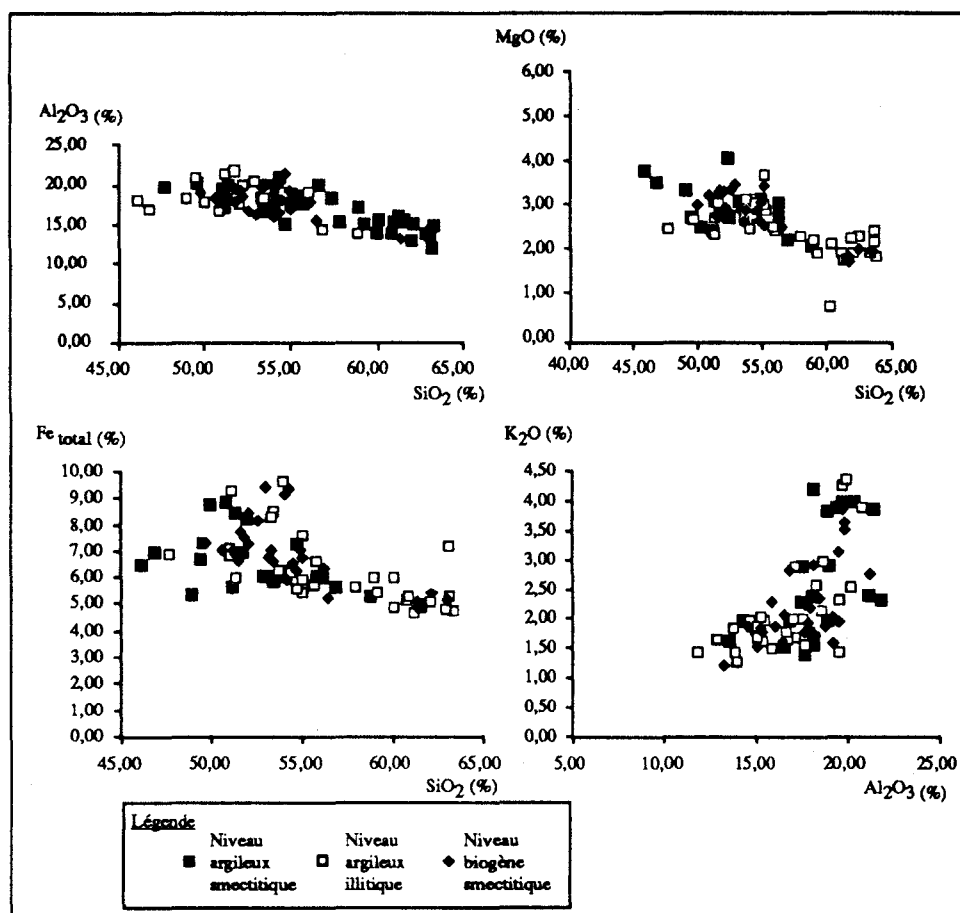 Al2O3 (%)
25,00
20,00
15,00
10,00
5,00
0,00
45,00 50,00 55,00 60,00 65,00
SiO2 (%)
MgO (%)
6,00
5,00
4,00
3,00
2,00
1,00
0,00
40,00 45,00 50,00 55,00 60,00 65,00
SiO2 (%)
Fe total (%)
10,00
9,00
8,00
7,00
6,00
5,00
4,00
3,00
2,00
1,00
0,00
45,00 50,00 55,00 60,00 65,00
SiO2 (%)
K2O (%)
4,50
4,00
3,50
3,00
2,50
2,00
1,50
1,00
0,50
0,00
5,00 10,00 15,00 20,00 25,00
Al2O3 (%)
Légende
Niveau argileux smectitique
Niveau argileux illitique
Niveau biogène smectitique